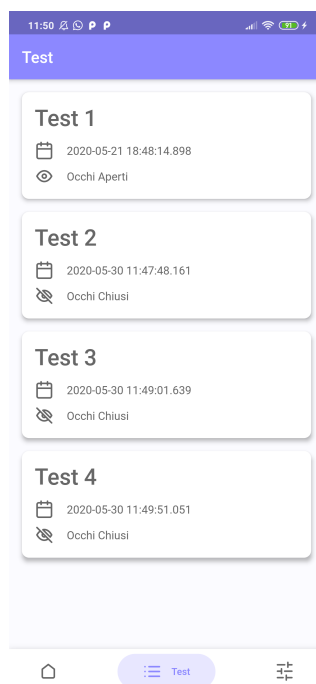 11:50
91
Test
Test 1
2020-05-21 18:48:14.898
Occhi Aperti
Test 2
2020-05-30 11:47:48.161
Occhi Chiusi
Test 3
2020-05-30 11:49:01.639
Occhi Chiusi
Test 4
2020-05-30 11:49:51.051
Occhi Chiusi
Test